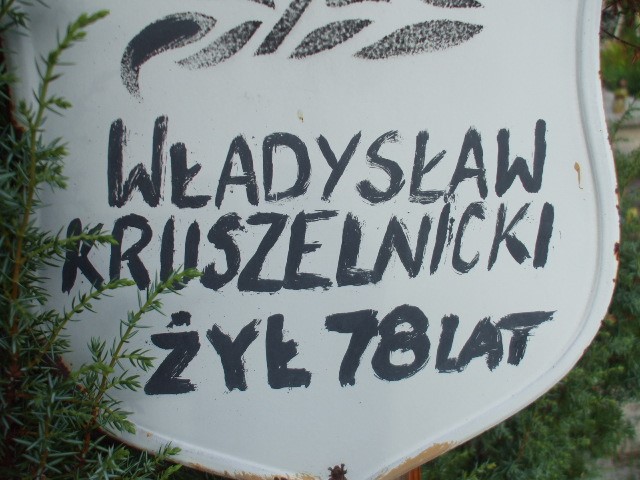 WŁADYSŁAW
KRUSZELNICKI
ŻYŁ 78 LAT